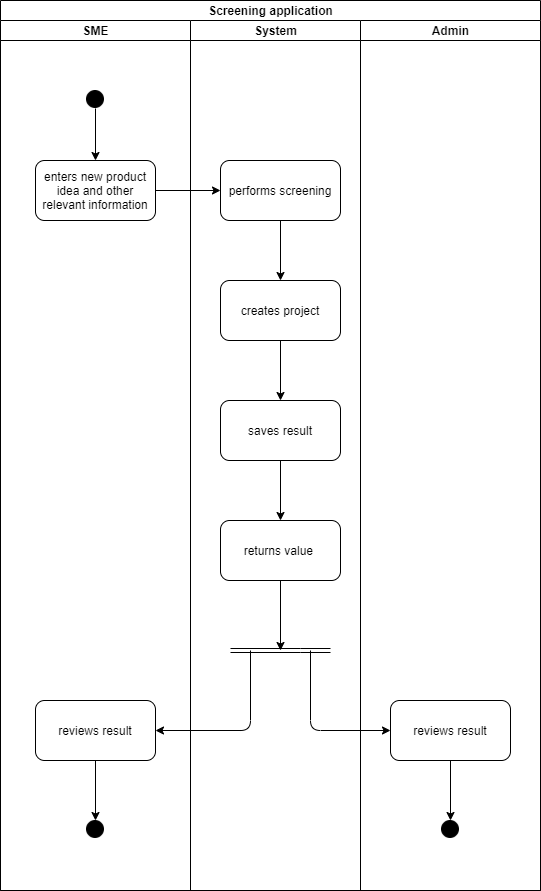 Screening application
SME
System
Admin
enters new product
idea and other
relevant information
performs screening
creates project
saves result
returns value
reviews result
reviews result